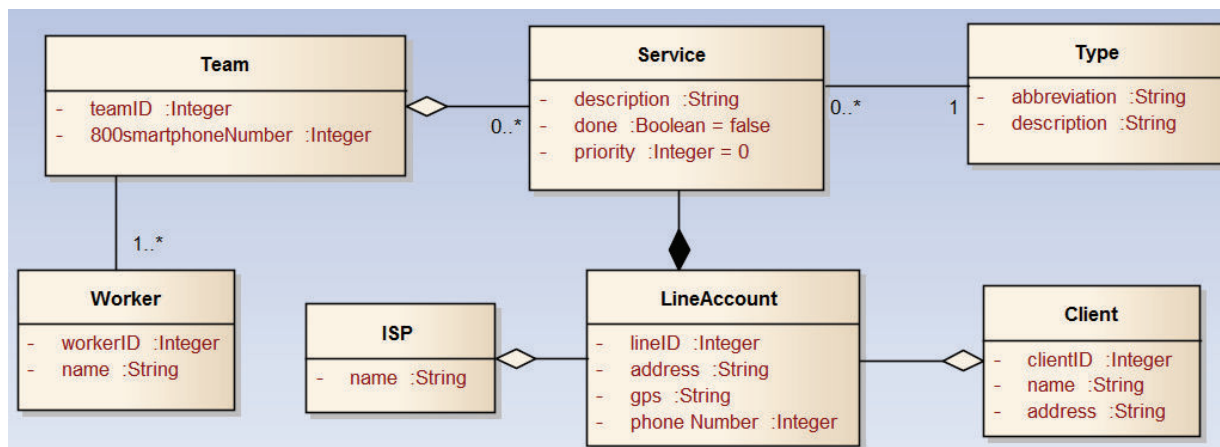 Team
- teamID :Integer
- 800smartphoneNumber :Integer
Service
- description :String
- done :Boolean = false
- priority :Integer = 0
Type
- abbreviation :String
- description :String
0..*
0..*
1
1..*
Worker
- workerID :Integer
- name :String
ISP
- name :String
LineAccount
- lineID :Integer
- address :String
- gps :String
- phone Number :Integer
Client
- clientID :Integer
- name :String
- address :String